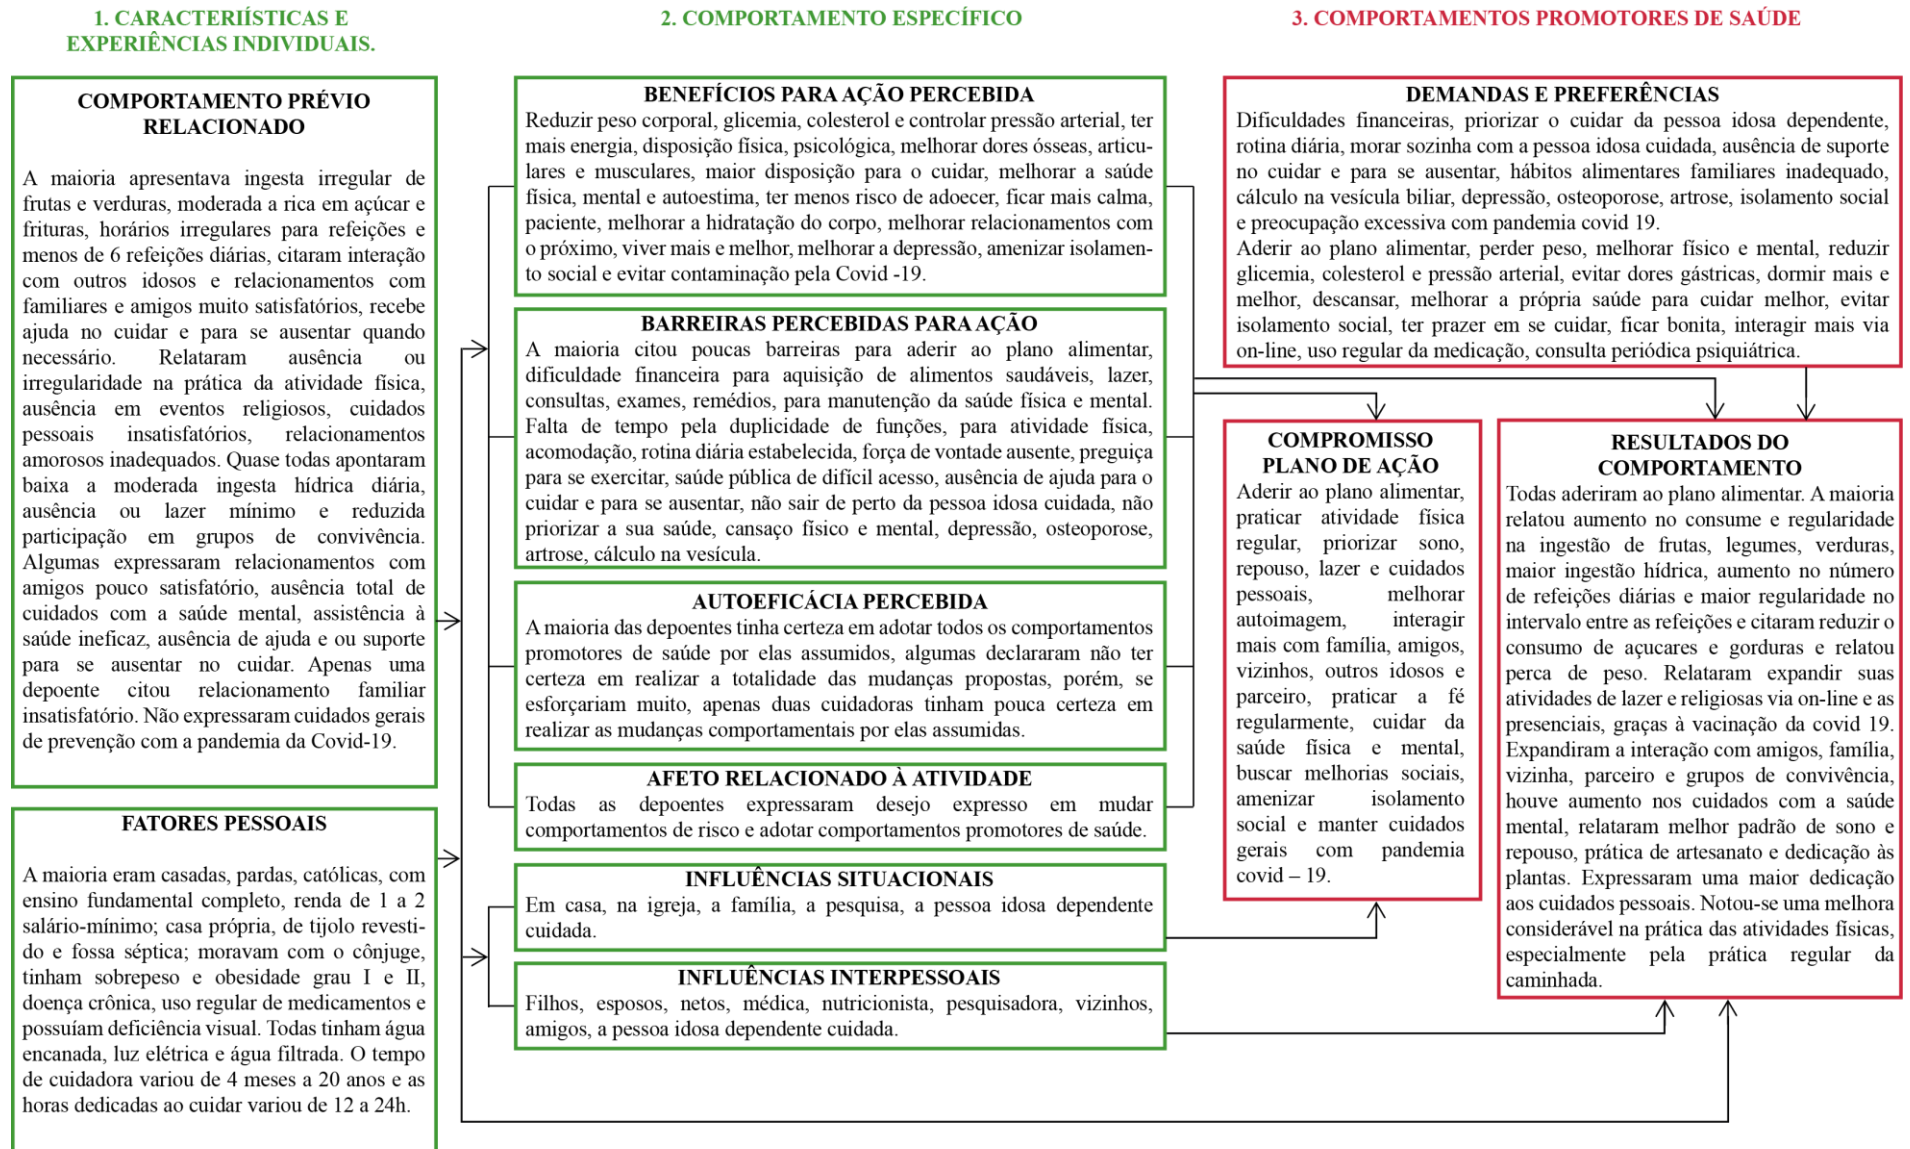 1. CARACTERIÍSTICAS E
EXPERIÊNCIAS INDIVIDUAIS.
COMPORTAMENTO PRÉVIO
RELACIONADO
A maioria apresentava ingesta irregular de
frutas e verduras, moderada a rica em açúcar e
frituras, horários irregulares para refeições e
menos de 6 refeições diárias, citaram interação
com outros idosos e relacionamentos com
familiares e amigos muito satisfatórios, recebe
ajuda no cuidar e para se ausentar quando
necessário. Relataram ausência ou
irregularidade na prática da atividade física,
ausência em eventos religiosos, cuidados
pessoais insatisfatórios, relacionamentos
amorosos inadequados. Quase todas apontaram
baixa a moderada ingesta hídrica diária,
ausência ou lazer mínimo e reduzida
participação em grupos de convivência.
Algumas expressaram relacionamentos com
amigos pouco satisfatório, ausência total de
cuidados com a saúde mental, assistência à
saúde ineficaz, ausência de ajuda e ou suporte
para se ausentar no cuidar. Apenas uma
depoente citou relacionamento familiar
insatisfatório. Não expressaram cuidados gerais
de prevenção com a pandemia da Covid-19.
FATORES PESSOAIS
A maioria eram casadas, pardas, católicas, com
ensino fundamental completo, renda de 1 a 2
salário-mínimo; casa própria, de tijolo revesti-
do e fossa séptica; moravam com o cônjuge,
tinham sobrepeso e obesidade grau I e II,
doença crônica, uso regular de medicamentos e
possuíam deficiência visual. Todas tinham água
encanada, luz elétrica e água filtrada. O tempo
de cuidadora variou de 4 meses a 20 anos e as
horas dedicadas ao cuidar variou de 12 a 24h.
2. COMPORTAMENTO ESPECÍFICO
BENEFÍCIOS PARA AÇÃO PERCEBIDA
Reduzir peso corporal, glicemia, colesterol e controlar pressão arterial, ter
mais energia, disposição física, psicológica, melhorar dores ósseas, articu-
lares e musculares, maior disposição para o cuidar, melhorar a saúde
física, mental e autoestima, ter menos risco de adoecer, ficar mais calma,
paciente, melhorar a hidratação do corpo, melhorar relacionamentos com
o próximo, viver mais e melhor, melhorar a depressão, amenizar isolamen-
to social e evitar contaminação pela Covid -19.
BARREIRAS PERCEBIDAS PARA AÇÃO
A maioria citou poucas barreiras para aderir ao plano alimentar,
dificuldade financeira para aquisição de alimentos saudáveis, lazer,
consultas, exames, remédios, para manutenção da saúde física e mental.
Falta de tempo pela duplicidade de funções, para atividade física,
acomodação, rotina diária estabelecida, força de vontade ausente, preguiça
para se exercitar, saúde pública de difícil acesso, ausência de ajuda para o
cuidar e para se ausentar, não sair de perto da pessoa idosa cuidada, não
priorizar a sua saúde, cansaço físico e mental, depressão, osteoporose,
artrose, cálculo na vesícula.
AUTOEFICÁCIA PERCEBIDA
A maioria das depoentes tinha certeza em adotar todos os comportamentos
promotores de saúde por elas assumidos, algumas declararam não ter
certeza em realizar a totalidade das mudanças propostas, porém, se
esforçariam muito, apenas duas cuidadoras tinham pouca certeza em
realizar as mudanças comportamentais por elas assumidas.
AFETO RELACIONADO À ATIVIDADE
Todas as depoentes expressaram desejo expresso em mudar
comportamentos de risco e adotar comportamentos promotores de saúde.
INFLUÊNCIAS SITUACIONAIS
Em casa, na igreja, a família, a pesquisa, a pessoa idosa dependente
cuidada.
INFLUÊNCIAS INTERPESSOAIS
Filhos, esposos, netos, médica, nutricionista, pesquisadora, vizinhos,
amigos, a pessoa idosa dependente cuidada.
3. COMPORTAMENTOS PROMOTORES DE SAÚDE
DEMANDAS E PREFERÊNCIAS
Dificuldades financeiras, priorizar o cuidar da pessoa idosa dependente,
rotina diária, morar sozinha com a pessoa idosa cuidada, ausência de suporte
no cuidar e para se ausentar, hábitos alimentares familiares inadequado,
cálculo na vesícula biliar, depressão, osteoporose, artrose, isolamento social
e preocupação excessiva com pandemia covid 19.
Aderir ao plano alimentar, perder peso, melhorar físico e mental, reduzir
glicemia, colesterol e pressão arterial, evitar dores gástricas, dormir mais e
melhor, descansar, melhorar a própria saúde para cuidar melhor, evitar
isolamento social, ter prazer em se cuidar, ficar bonita, interagir mais via
on-line, uso regular da medicação, consulta periódica psiquiátrica.
COMPROMISSO
PLANO DE AÇÃO
Aderir ao plano alimentar,
praticar atividade física
regular, priorizar sono,
repouso, lazer e cuidados
pessoais, melhorar
autoimagem, interagir
mais com família, amigos,
vizinhos, outros idosos e
parceiro, praticar a fé
regularmente, cuidar da
saúde física e mental,
buscar melhorias sociais,
amenizar isolamento
social e manter cuidados
gerais com pandemia
covid – 19.
RESULTADOS DO
COMPORTAMENTO
Todas aderiram ao plano alimentar. A maioria
relatou aumento no consume e regularidade
na ingestão de frutas, legumes, verduras,
maior ingestão hídrica, aumento no número
de refeições diárias e maior regularidade no
intervalo entre as refeições e citaram reduzir o
consumo de açucares e gorduras e relatou
perca de peso. Relataram expandir suas
atividades de lazer e religiosas via on-line e as
presenciais, graças à vacinação da covid 19.
Expandiram a interação com amigos, família,
vizinha, parceiro e grupos de convivência,
houve aumento nos cuidados com a saúde
mental, relataram melhor padrão de sono e
repouso, prática de artesanato e dedicação às
plantas. Expressaram uma maior dedicação
aos cuidados pessoais. Notou-se uma melhora
considerável na prática das atividades físicas,
especialmente pela prática regular da
caminhada.